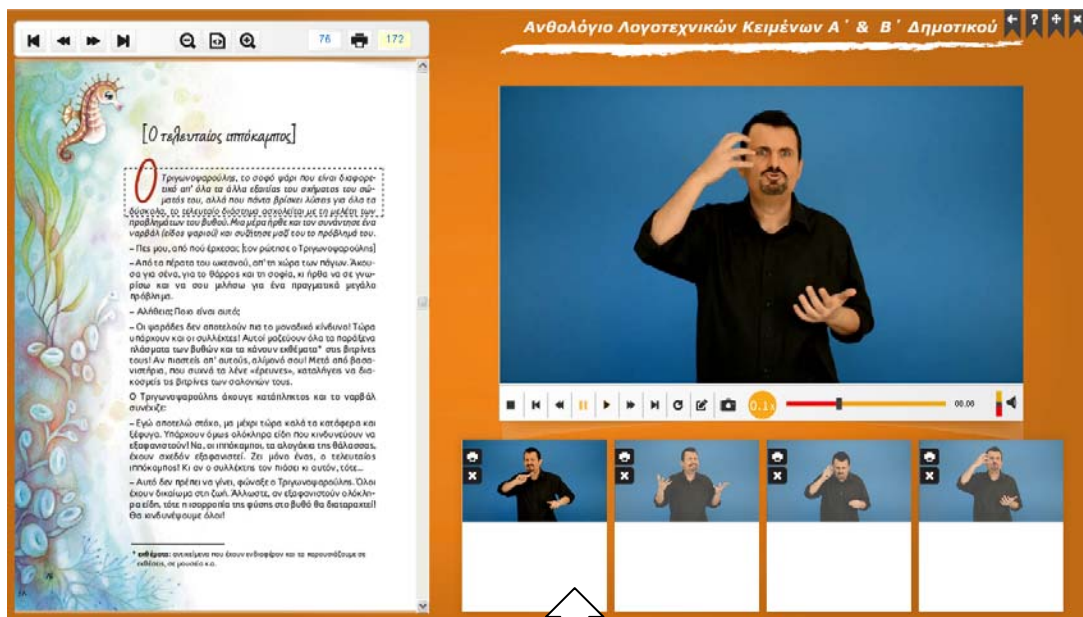 76
172
Ανθολόγιο Λογοτεχνικών Κειμένων Α΄ & Β΄ Δημοτικού
?
[Ο τελευταίος ιππόκαμπος]
Ο Τριγωνοψαρούλης, το σοφό ψάρι που είναι διαφορε-
τικό απ' όλα τα άλλα εξαιτίας του σχήματος του σώ-
ματός του, αλλά που πάντα βρίσκει λύσεις για όλα τα
δύσκολα, το τελευταίο διάστημα ασχολείται με τη μελέτη των
προβλημάτων του βυθού. Μια μέρα ήρθε και τον συνάντησε ένα
ναρβάλ (είδος ψαριού) και συζήτησε μαζί του το πρόβλημά του.
– Πες μου, από πού έρχεσαι; [τον ρώτησε ο Τριγωνοψαρούλης]
– Από τα πέρατα του ωκεανού, απ' τη χώρα των πάγων. Άκου-
σα για σένα, για το θάρρος και τη σοφία, κι ήρθα να σε γνω-
ρίσω και να σου μιλήσω για ένα πραγματικά μεγάλο
πρόβλημα.
– Αλήθεια; Ποιο είναι αυτό;
– Οι ψαράδες δεν αποτελούν πια το μοναδικό κίνδυνο! Τώρα
υπάρχουν και οι συλλέκτες! Αυτοί μαζεύουν όλα τα παράξενα
πλάσματα των βυθών και τα κάνουν εκθέματα* στις βιτρίνες
τους! Αν πιαστείς απ' αυτούς, αλίμονό σου! Μετά από βασα-
νιστήρια, που συχνά τα λένε «έρευνες», καταλήγεις να δια-
κοσμείς τις βιτρίνες των σαλονιών τους.
Ο Τριγωνοψαρούλης άκουγε κατάπληκτος και το ναρβάλ
συνέχιζε:
– Εγώ αποτελώ στόχο, μα μέχρι τώρα καλά τα κατάφερα και
ξέφυγα. Υπάρχουν όμως ολόκληρα είδη που κινδυνεύουν να
εξαφανιστούν! Να, οι ιππόκαμποι, τα αλογάκια της θάλασσας,
έχουν σχεδόν εξαφανιστεί. Ζει μόνο ένας, ο τελευταίος
ιππόκαμπος! Κι αν ο συλλέκτης τον πιάσει κι αυτόν, τότε...
– Αυτό δεν πρέπει να γίνει, φώναξε ο Τριγωνοψαρούλης. Όλοι
έχουν δικαίωμα στη ζωή. Άλλωστε, αν εξαφανιστούν ολόκλη-
ρα είδη, τότε η ισορροπία της φύσης στο βυθό θα διαταραχτεί!
Θα κινδυνέψουμε όλοι!
* εκθέματα: αντικείμενα που έχουν ενδιαφέρον και τα παρουσιάζουμε σε
εκθέσεις, σε μουσεία κ.α.
76
0.1x
00.06